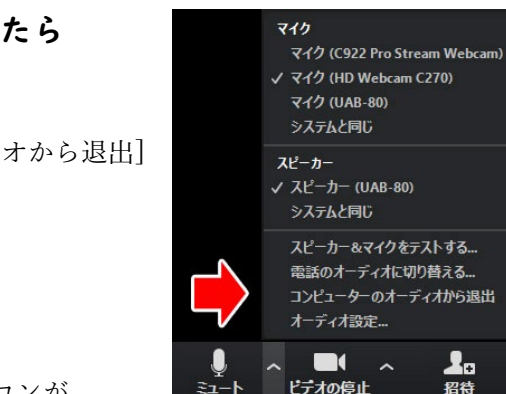 たら
オから退出]
マイク
マイク (C922 Pro Stream Webcam)
✓ マイク (HD Webcam C270)
マイク (UAB-80)
システムと同じ
スピーカー
✓ スピーカー (UAB-80)
システムと同じ
スピーカー&マイクをテストする...
電話のオーディオに切り替える...
コンピューターのオーディオから退出
オーディオ設定...
ミュート
ビデオの停止
招待
コンが